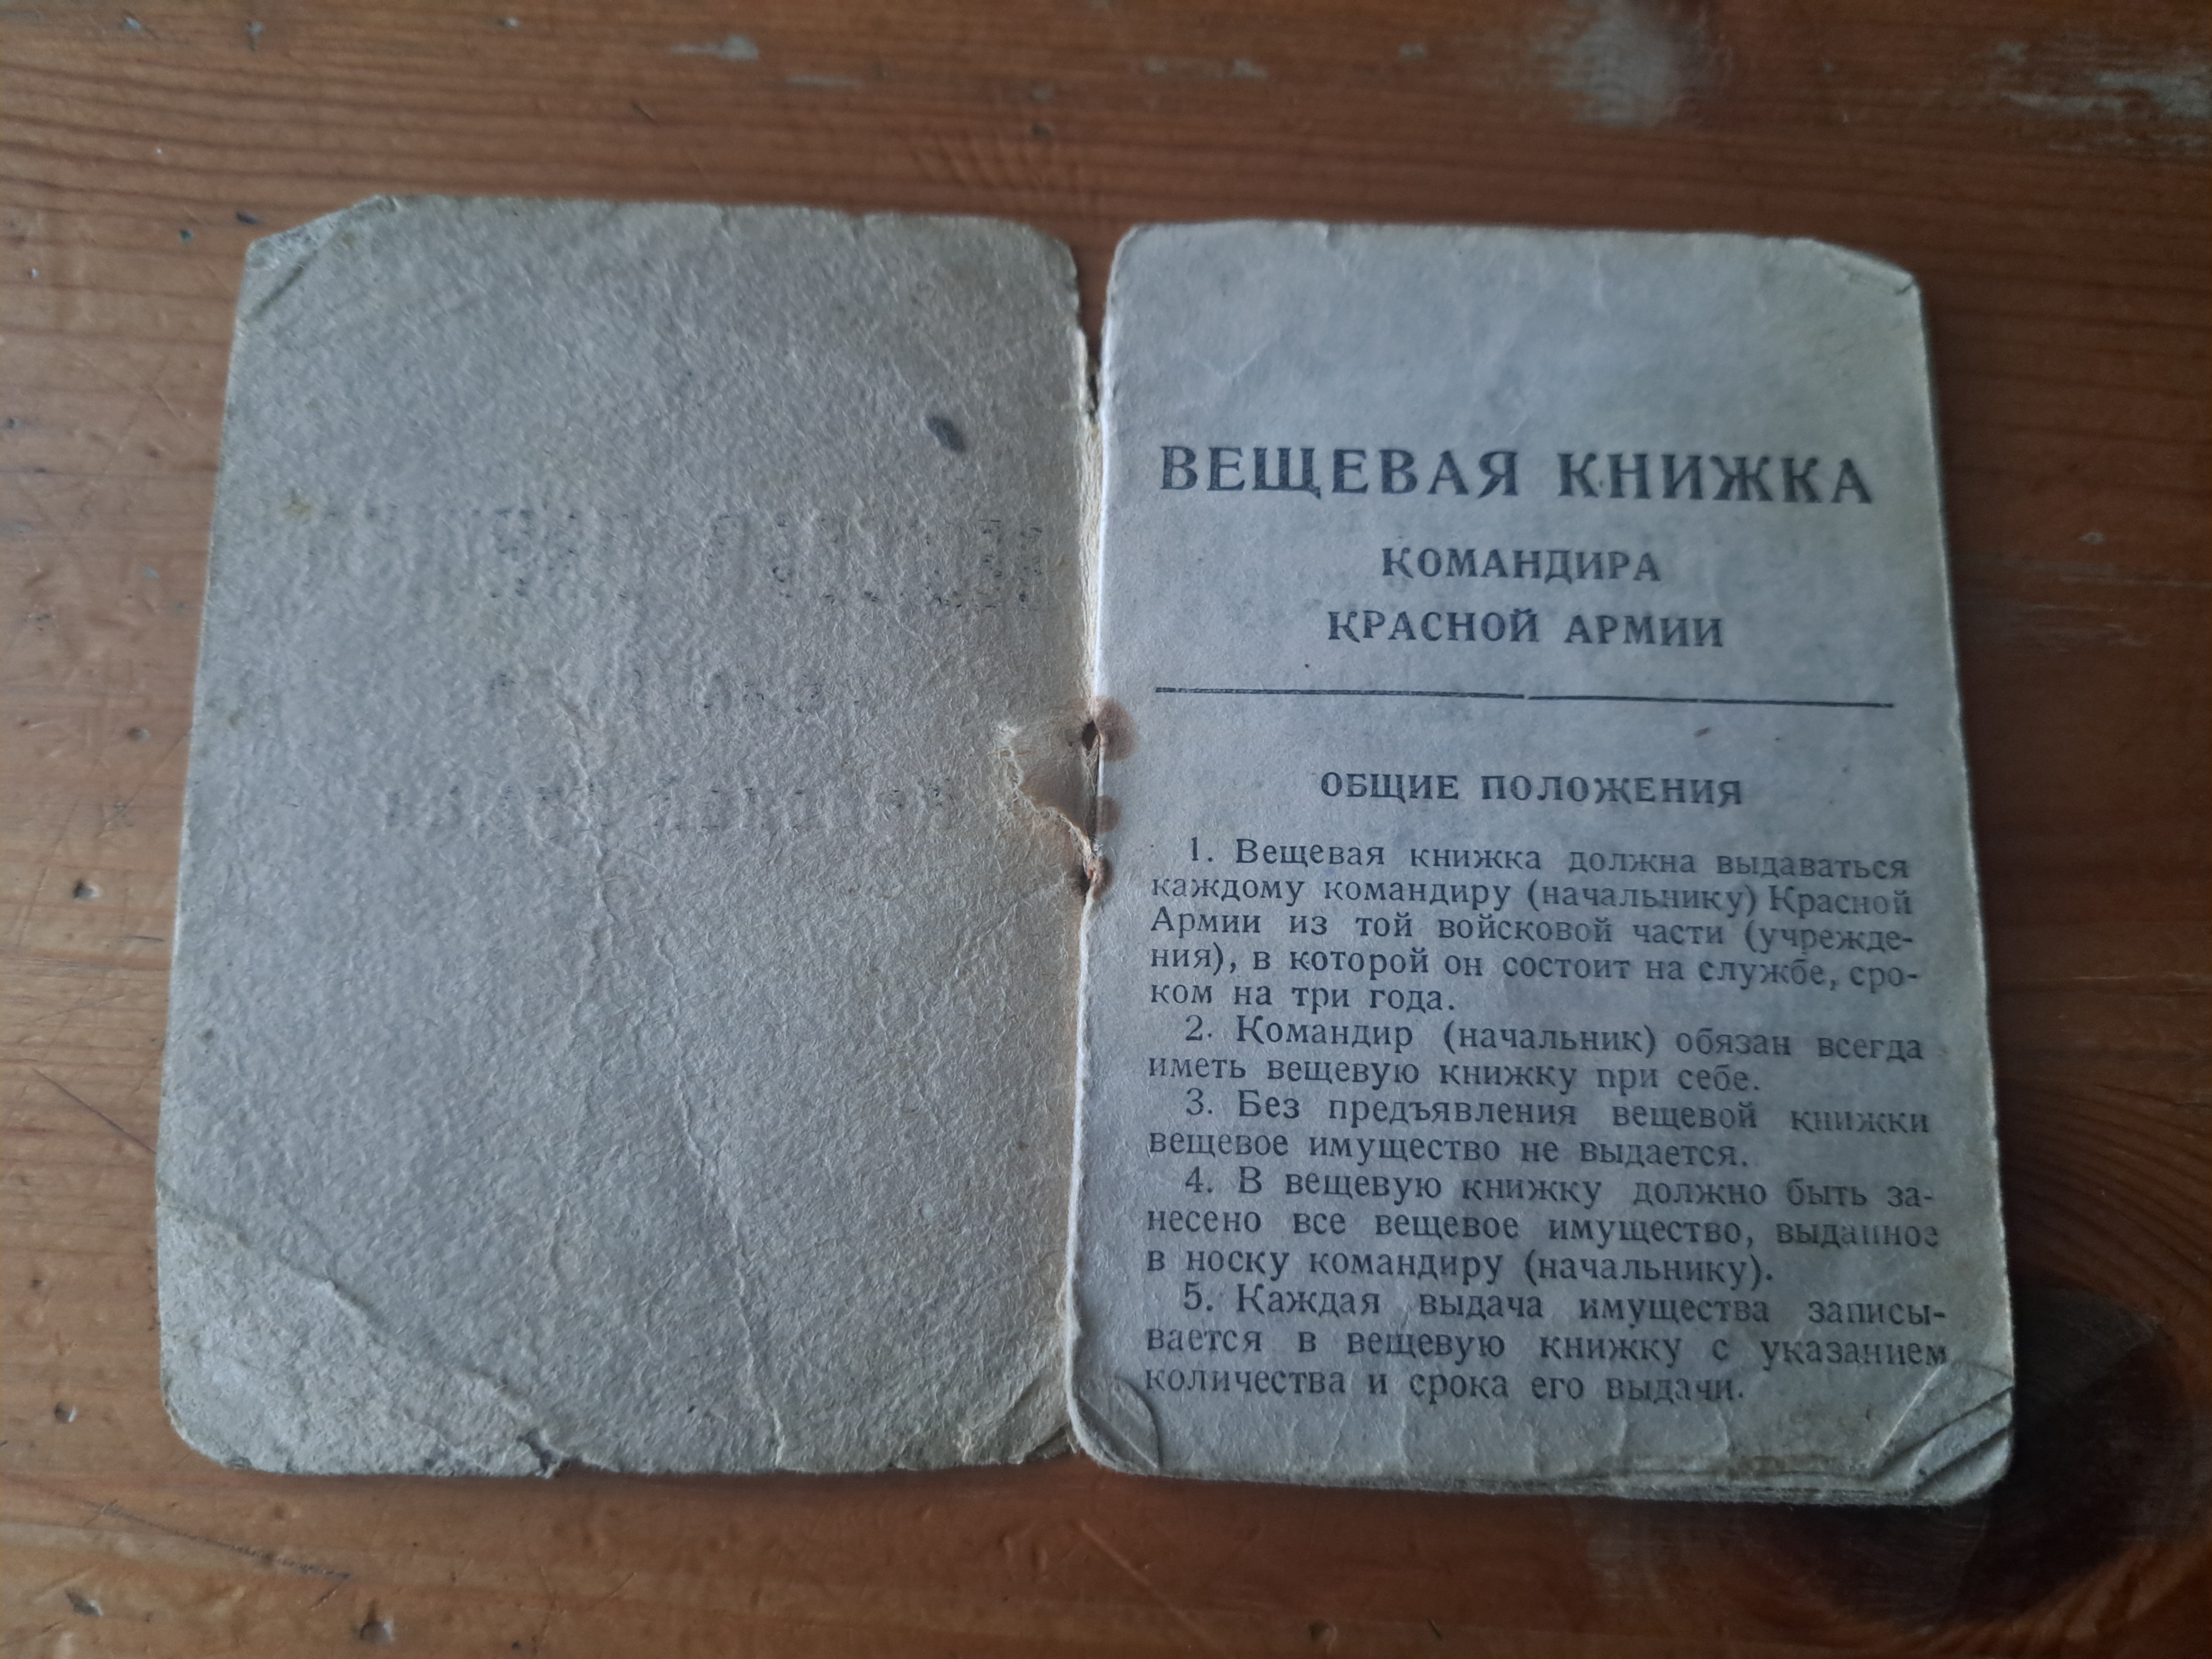 ВЕЩЕВАЯ КНИЖКА
КОМАНДИРА
КРАСНОЙ АРМИИ
ОБЩИЕ ПОЛОЖЕНИЯ
1. Вещевая книжка должна выдаваться
каждому командиру (начальнику) Красной
Армии из той войсковой части (учрежде-
ния), в которой он состоит на службе, сро-
ком на три года.
2. Командир (начальник) обязан всегда
иметь вещевую книжку при себе.
3. Без предъявления вещевой книжки
вещевое имущество не выдается.
4. В вещевую книжку должно быть за-
несено все вещевое имущество, выданное
в носку командиру (начальнику).
5. Каждая выдача имущества записы-
вается в вещевую книжку с указанием
количества и срока его выдачи.